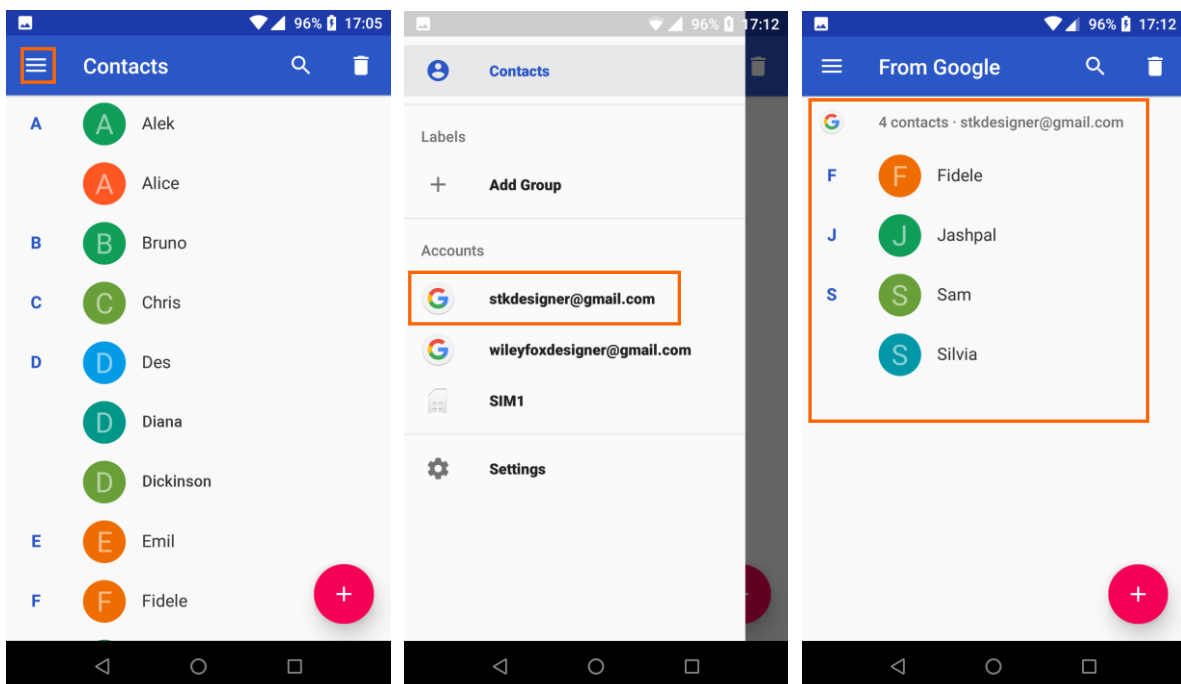 96% 17:05
Contacts
A A Alek
A Alice
B B Bruno
C C Chris
D D Des
D Diana
D Dickinson
E E Emil
F F Fidele
+
96% 17:12
Contacts
Labels
+ Add Group
Accounts
G stkdesigner@gmail.com
G wileyfoxdesigner@gmail.com
SIM1
Settings
96% 17:12
From Google
G 4 contacts · stkdesigner@gmail.com
F F Fidele
J J Jashpal
S S Sam
S Silvia
+